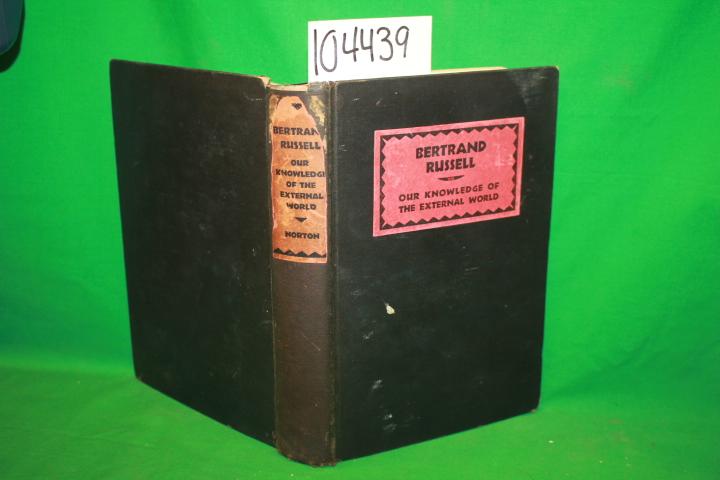 104439
BERTRAND
RUSSELL
OUR
KNOWLEDGE
OF THE
EXTERNAL
WORLD
NORTON
BERTRAND
RUSSELL
OUR KNOWLEDGE OF
THE EXTERNAL WORLD